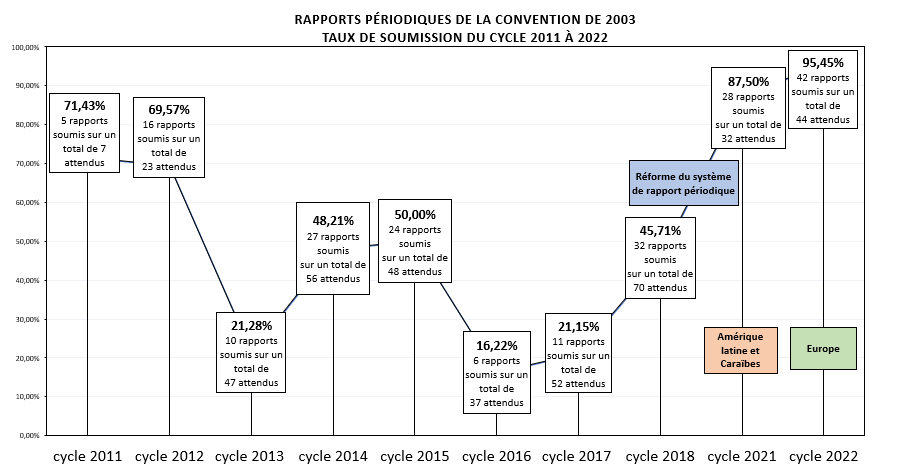 RAPPORTS PÉRIODIQUES DE LA CONVENTION DE 2003
TAUX DE SOUMISSION DU CYCLE 2011 À 2022
100,00%
90,00%
80,00%
70,00%
60,00%
50,00%
40,00%
30,00%
20,00%
10,00%
0,00%
71,43%
5 rapports
soumis sur un
total de 7
attendus
69,57%
16 rapports
soumis sur un
total de
23 attendus
21,28%
10 rapports
soumis sur un
total de
47 attendus
48,21%
27 rapports
soumis
sur un total de
56 attendus
50,00%
24 rapports
soumis
sur un total de
48 attendus
16,22%
6 rapports
soumis sur un
total de
37 attendus
21,15%
11 rapports
soumis sur un
total de
52 attendus
45,71%
32 rapports
soumis
sur un total de
70 attendus
Réforme du système
de rapport périodique
87,50%
28 rapports
soumis
sur un total de
32 attendus
95,45%
42 rapports
soumis sur un
total de
44 attendus
Amérique
latine et
Caraïbes
Europe
cycle 2011
cycle 2012
cycle 2013
cycle 2014
cycle 2015
cycle 2016
cycle 2017
cycle 2018
cycle 2021
cycle 2022